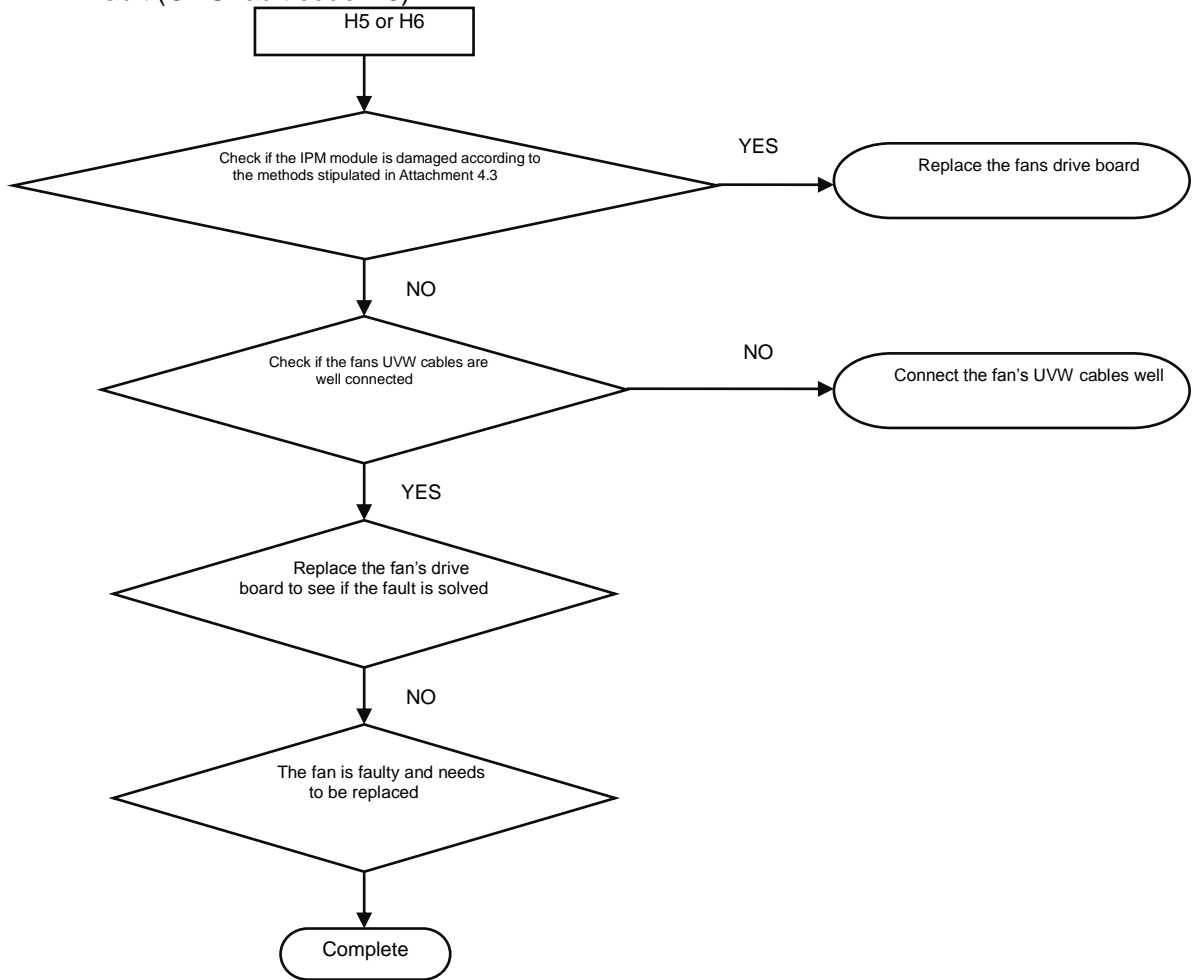 H5 or H6
Check if the IPM module is damaged according to
the methods stipulated in Attachment 4.3
YES
Replace the fans drive board
NO
Check if the fans UVW cables are
well connected
NO
Connect the fan’s UVW cables well
YES
Replace the fan’s drive
board to see if the fault is solved
NO
The fan is faulty and needs
to be replaced
Complete